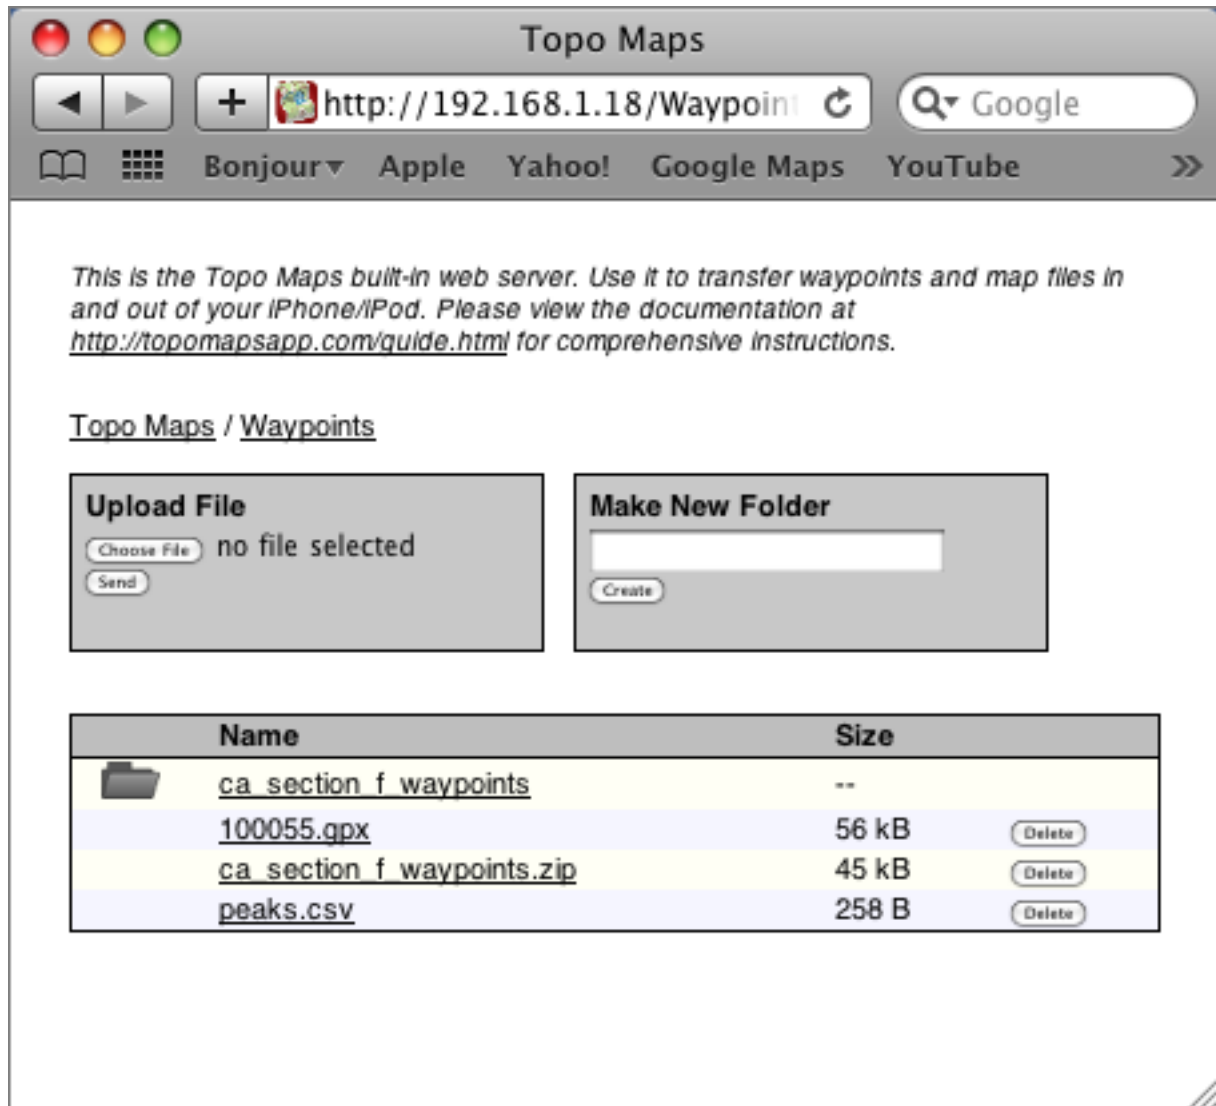 Topo Maps
http://192.168.1.18/Waypoint
Google
Bonjour Apple Yahoo! Google Maps YouTube
This is the Topo Maps built-in web server. Use it to transfer waypoints and map files in
and out of your iPhone/iPod. Please view the documentation at
http://topomapsapp.com/guide.html for comprehensive instructions.
Topo Maps / Waypoints
Upload File
Choose File no file selected
Send
Make New Folder
Create
Name Size
ca_section_f_waypoints --
100055.gpx 56 kB Delete
ca_section_f_waypoints.zip 45 kB Delete
peaks.csv 258 B Delete